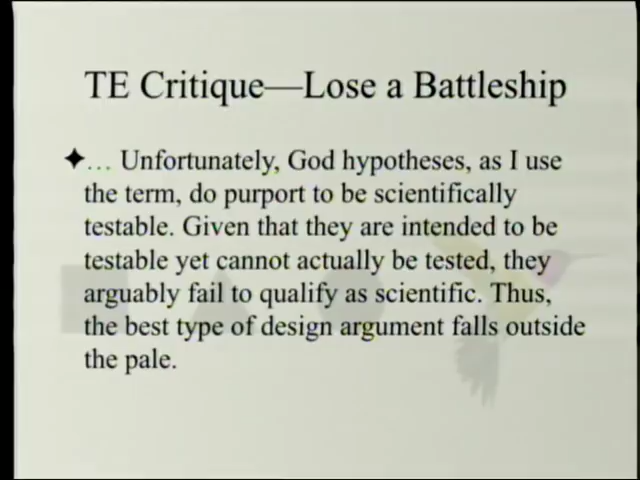 TE Critique—Lose a Battleship
… Unfortunately, God hypotheses, as I use
the term, do purport to be scientifically
testable. Given that they are intended to be
testable yet cannot actually be tested, they
arguably fail to qualify as scientific. Thus,
the best type of design argument falls outside
the pale.